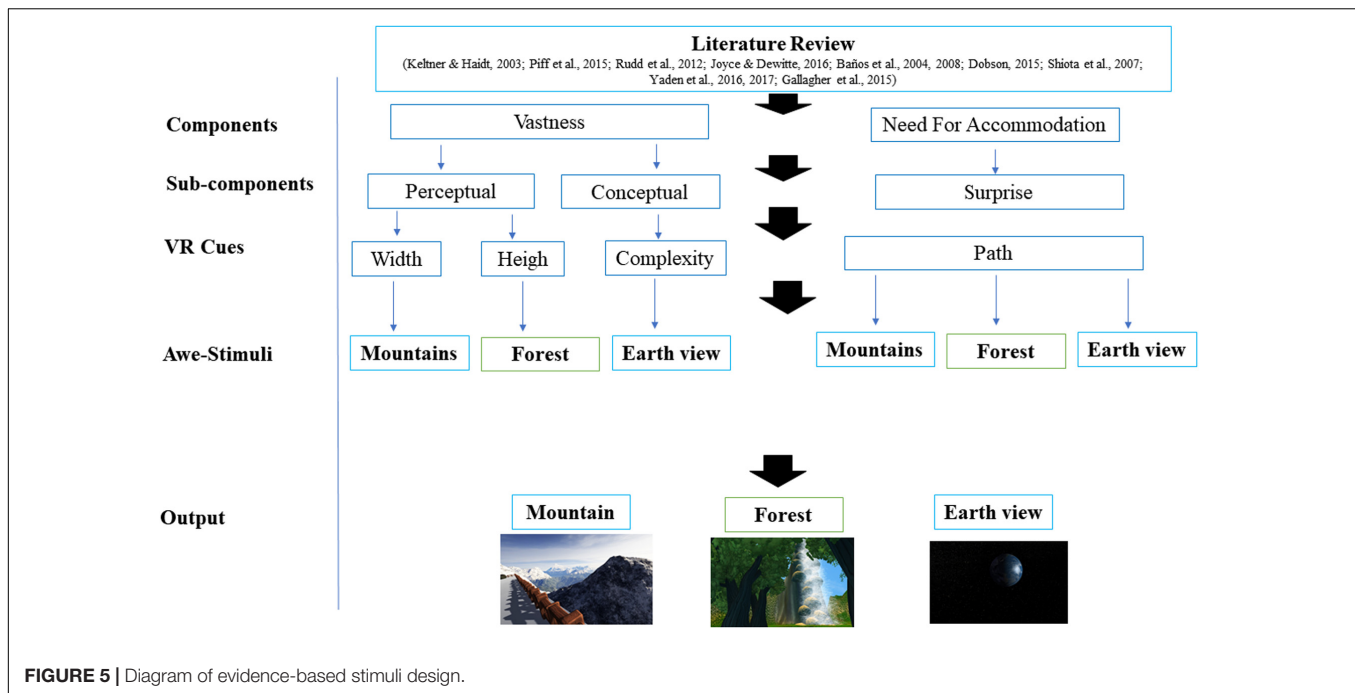 Literature Review
(Keltner & Haidt, 2003; Piff et al., 2015; Rudd et al., 2012; Joyce & Dewitte, 2016; Baños et al., 2004, 2008; Dobson, 2015; Shiota et al., 2007;
Yaden et al., 2016, 2017; Gallagher et al., 2015)
Components
Vastness
Need For Accommodation
Sub-components
Perceptual
Conceptual
Surprise
VR Cues
Width
Heigh
Complexity
Path
Awe-Stimuli
Mountains
Forest
Earth view
Mountains
Forest
Earth view
Output
Mountain
Forest
Earth view
FIGURE 5 | Diagram of evidence-based stimuli design.